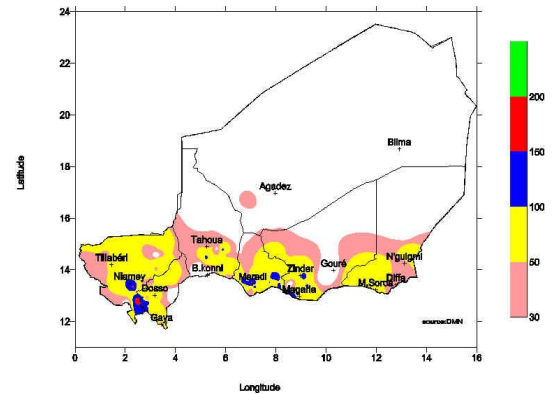 24
22
20
18
16
14
12
Latitude
0 2 4 6 8 10 12 14 16
Longitude
Bilma
Agadez
Tahoua
Tillabéri
N'guigmi
B.konni
Zinder
Gouré
Niamey
Maradi
Diffa
M.Soroa
Dosso
Magaria
Gaya
source:DMN
200
150
100
50
30